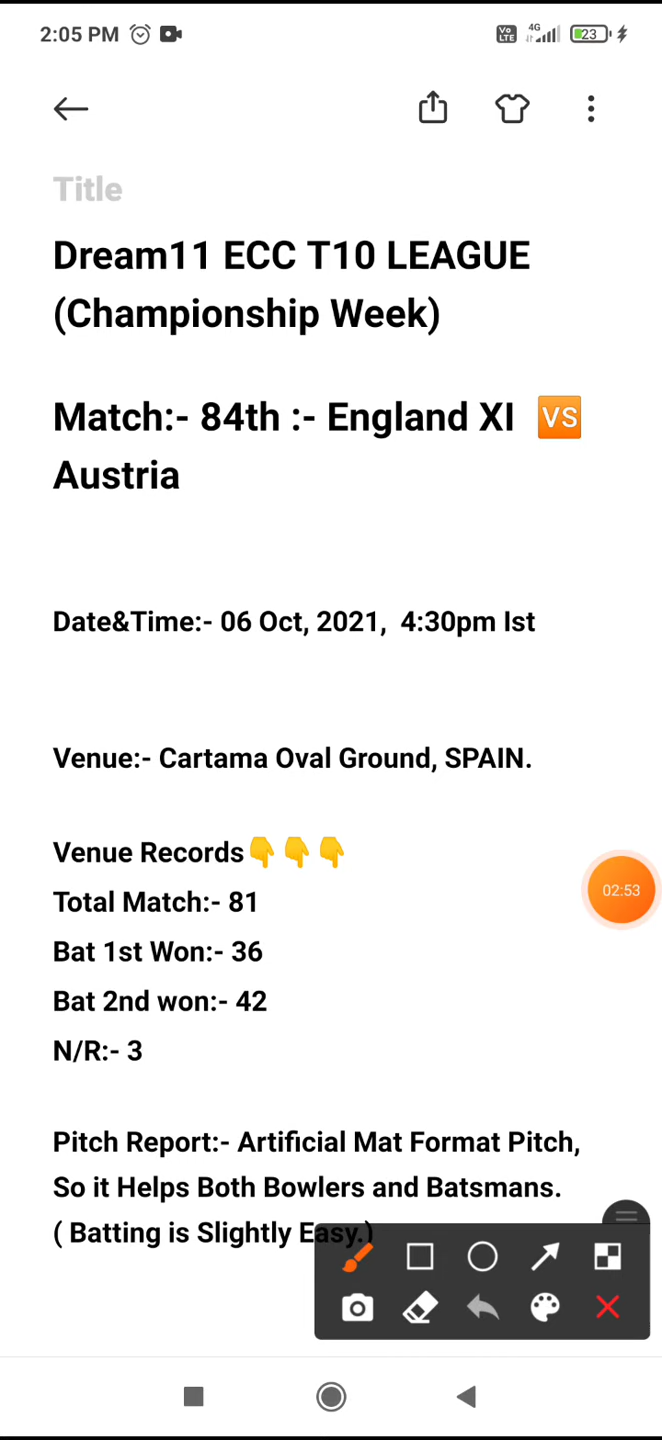 2:05 PM
Vo LTE 4G 23
Title
Dream11 ECC T10 LEAGUE
(Championship Week)
Match:- 84th :- England XI 🆚
Austria
Date&Time:- 06 Oct, 2021, 4:30pm Ist
Venue:- Cartama Oval Ground, SPAIN.
Venue Records👇👇👇
Total Match:- 81
02:53
Bat 1st Won:- 36
Bat 2nd won:- 42
N/R:- 3
Pitch Report:- Artificial Mat Format Pitch,
So it Helps Both Bowlers and Batsmans.
( Batting is Slightly Easy.)